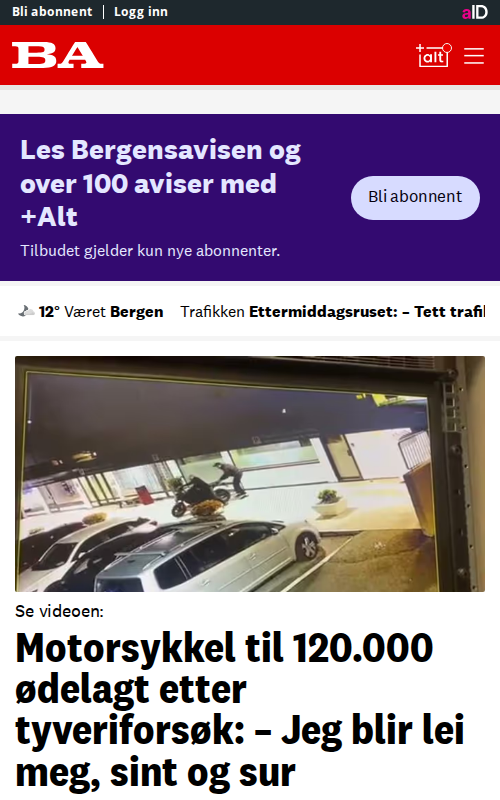 Bli abonnent | Logg inn
aID
BA
+alt
Les Bergensavisen og
over 100 aviser med
+Alt
Tilbudet gjelder kun nye abonnenter.
Bli abonnent
12° Været Bergen Trafikken Ettermiddagsruset: – Tett trafil
Se videoen:
Motorsykkel til 120.000
ødelagt etter
tyveriforsøk: – Jeg blir lei
meg, sint og sur